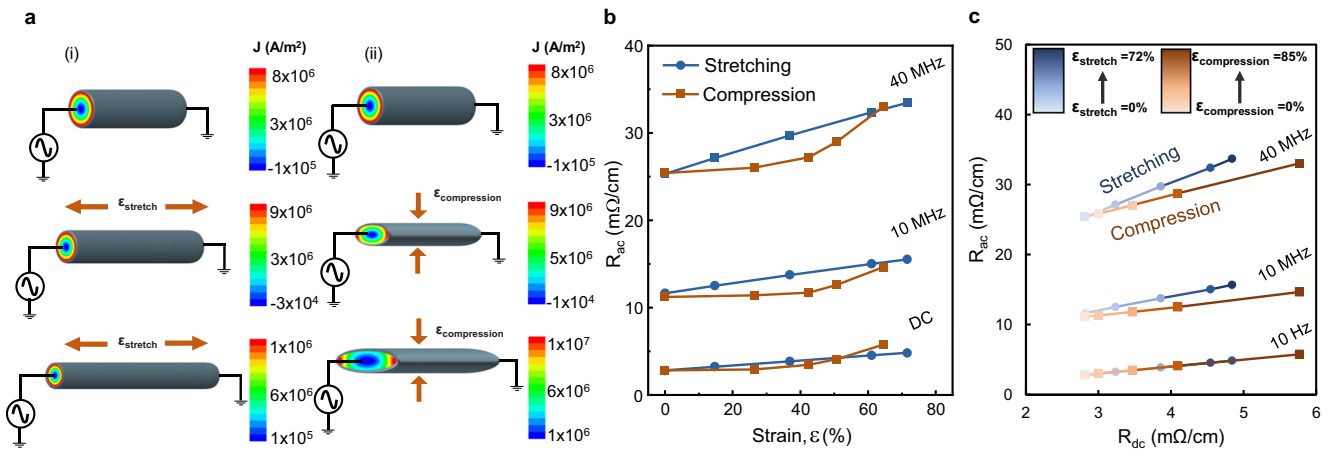 a
(i)
J (A/m²)
8x10⁶
3x10⁶
-1x10⁵
(ii)
J (A/m²)
8x10⁶
3x10⁶
-1x10⁵
εstretch
9x10⁶
3x10⁶
-3x10⁴
εcompression
9x10⁶
5x10⁶
-1x10⁴
εstretch
1x10⁶
6x10⁶
1x10⁵
εcompression
1x10⁷
6x10⁶
1x10⁶
b
Stretching
Compression
40 MHz
10 MHz
DC
Rac (mΩ/cm)
40
30
20
10
0
0 20 40 60 80
Strain, ε (%)
c
εstretch =72%
εstretch =0%
εcompression =85%
εcompression =0%
Stretching
Compression
40 MHz
10 MHz
10 Hz
Rac (mΩ/cm)
50
40
30
20
10
0
2 3 4 5 6
Rdc (mΩ/cm)